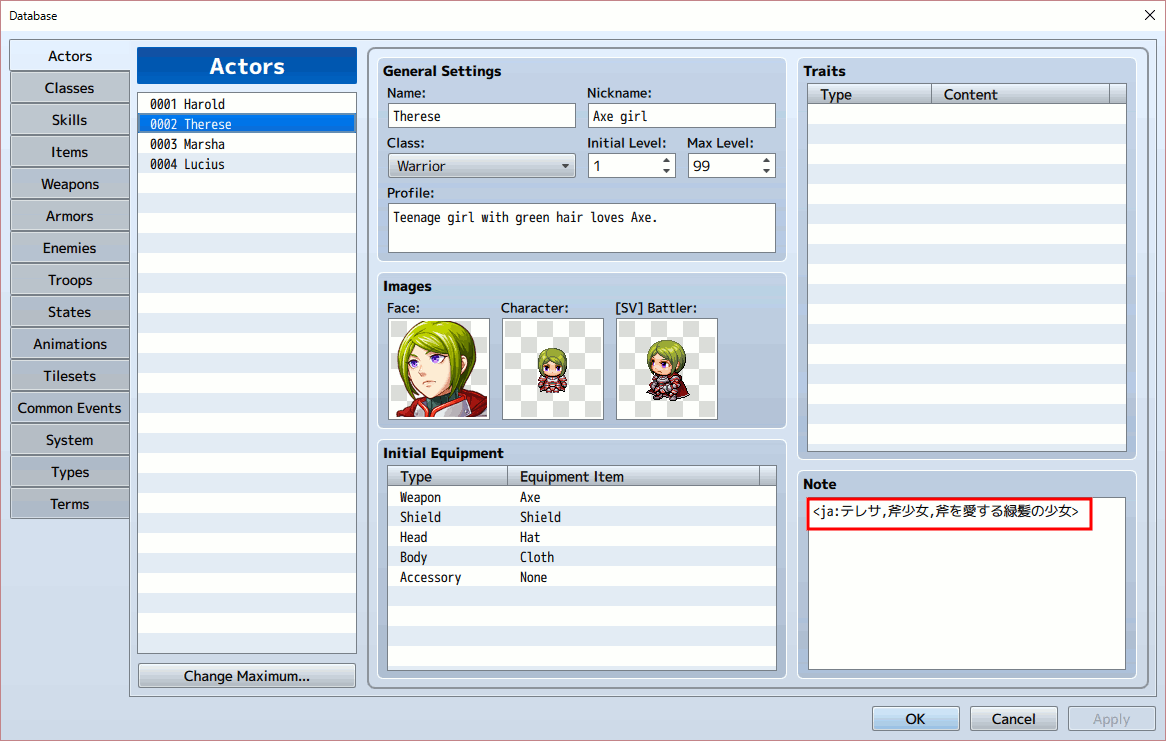 Database
Actors
Classes
Skills
Items
Weapons
Armors
Enemies
Troops
States
Animations
Tilesets
Common Events
System
Types
Terms
Actors
0001 Harold
0002 Therese
0003 Marsha
0004 Lucius
Change Maximum...
General Settings
Name: Nickname:
Therese Axe girl
Class: Initial Level: Max Level:
Warrior 1 99
Profile:
Teenage girl with green hair loves Axe.
Images
Face: Character: [SV] Battler:
Initial Equipment
Type Equipment Item
Weapon Axe
Shield Shield
Head Hat
Body Cloth
Accessory None
Traits
Type Content
Note
<ja:テレサ,斧少女,斧を愛する緑髪の少女>
OK Cancel Apply